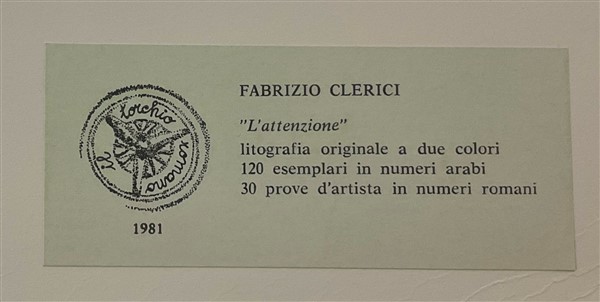 Il Torchio romano
1981
FABRIZIO CLERICI
"L'attenzione"
litografia originale a due colori
120 esemplari in numeri arabi
30 prove d'artista in numeri romani